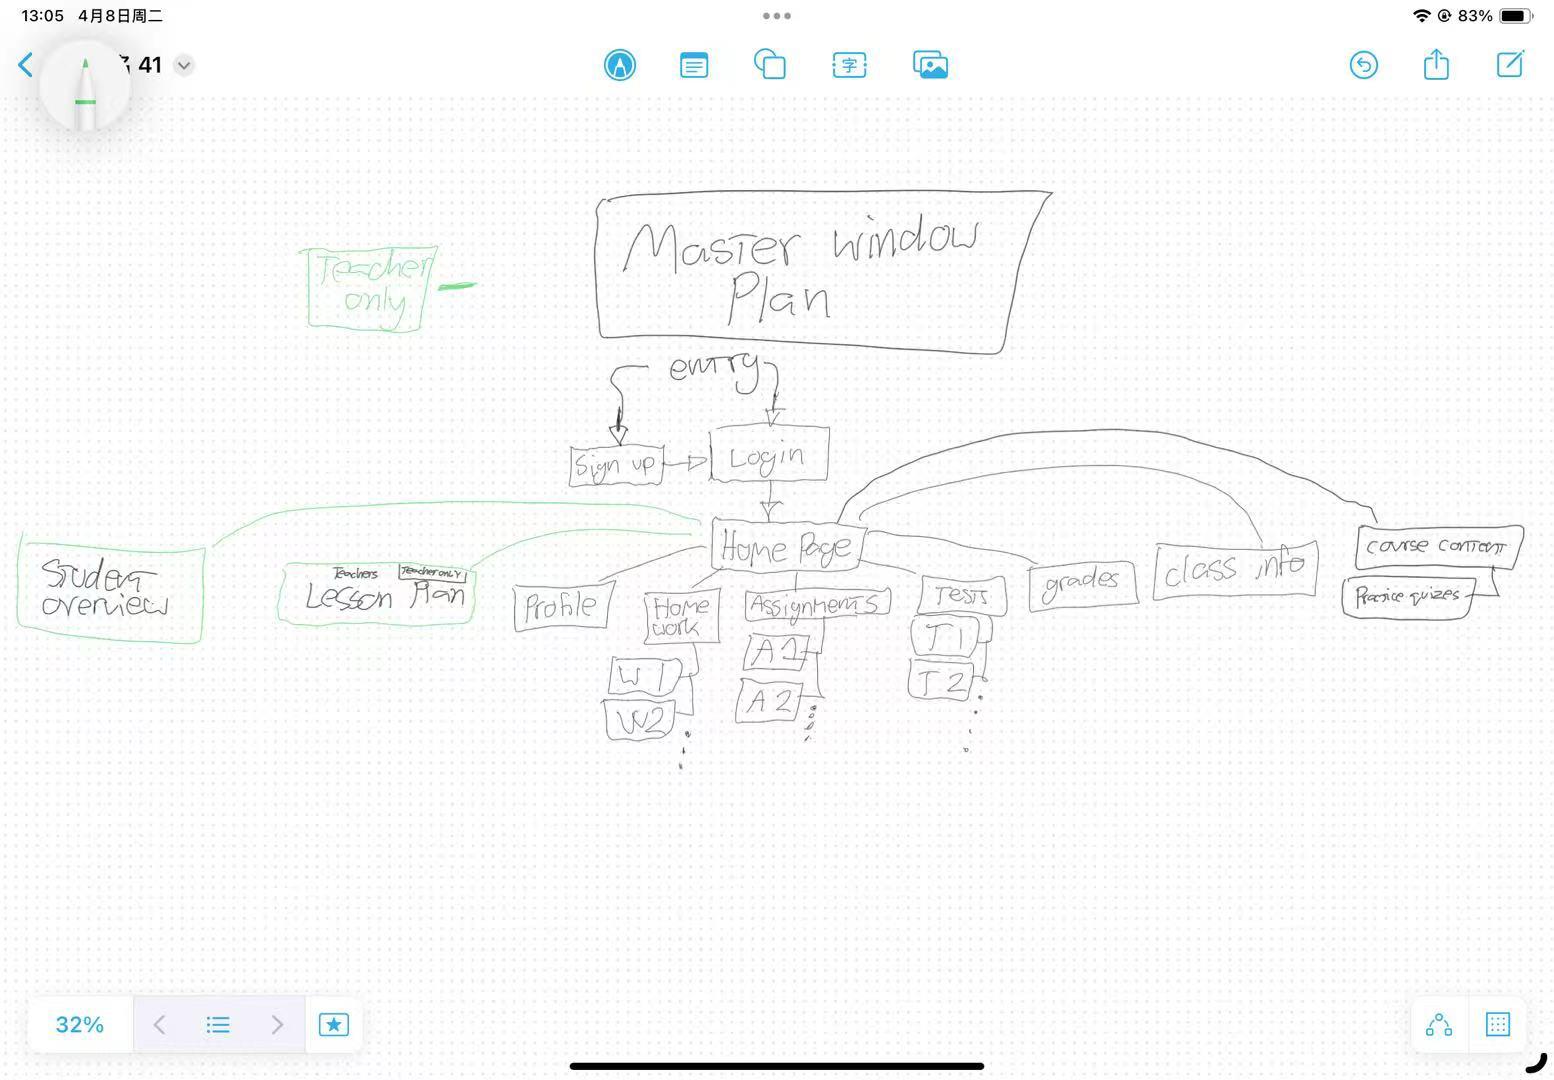 13:05 4月8日周二
83%
41
字
Master window
Plan
Teacher
only
entry
Sign up
Login
Home Page
Student
overview
Teachers
Teacher only
Lesson Plan
Profile
Home
work
Assignments
Tests
grades
class info
course content
Practice quizes
W1
W2
A1
A2
T1
T2
32%